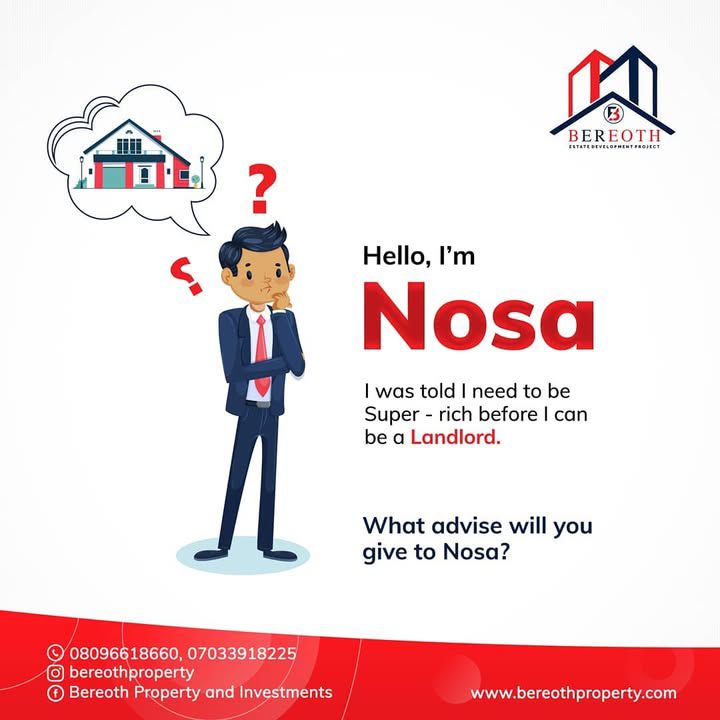 BEREOTH
ESTATE DEVELOPMENT PROJECT
?
?
Hello, I'm
Nosa
I was told I need to be
Super - rich before I can
be a Landlord.
What advise will you
give to Nosa?
08096618660, 07033918225
bereothproperty
Bereoth Property and Investments
www.bereothproperty.com